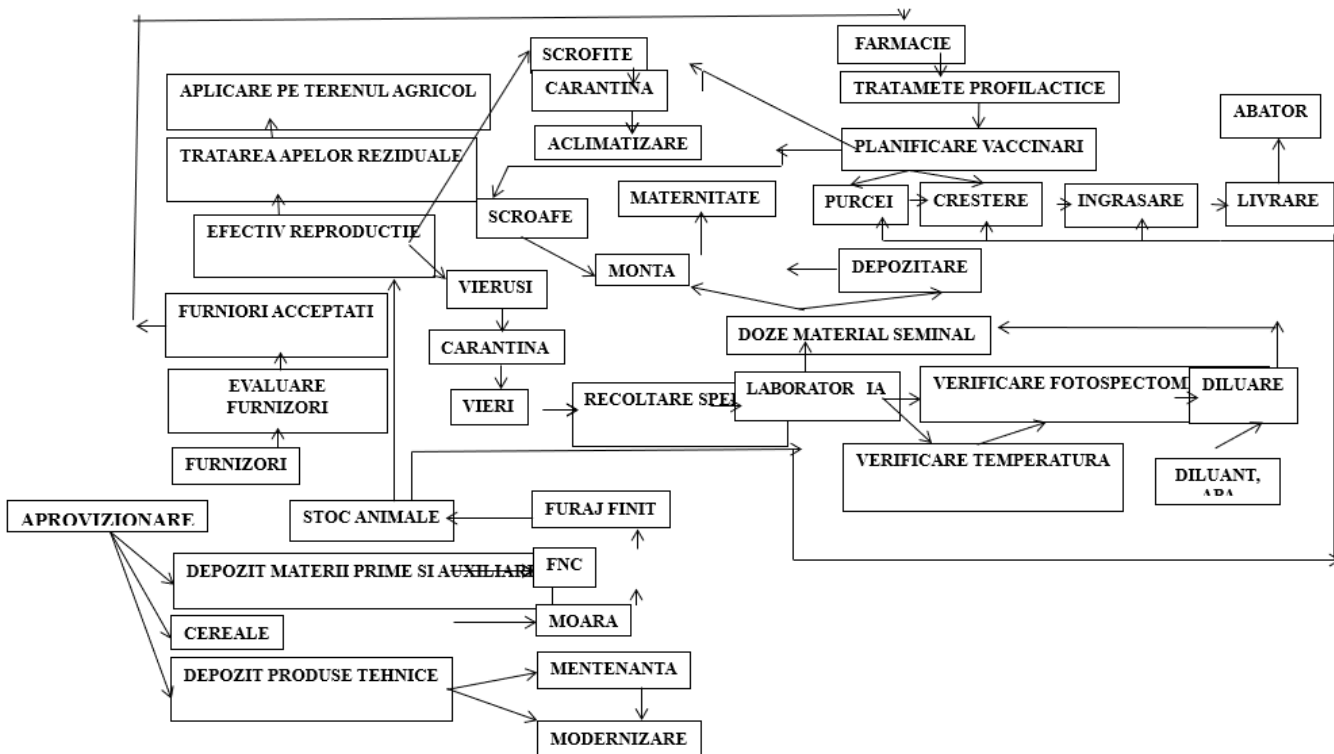 FARMACIE
SCROFITE
TRATAMETE PROFILACTICE
CARANTINA
APLICARE PE TERENUL AGRICOL
ABATOR
ACLIMATIZARE
PLANIFICARE VACCINARI
TRATAREA APELOR REZIDUALE
MATERNITATE
PURCEI
CRESTERE
INGRASARE
LIVRARE
SCROAFE
EFECTIV REPRODUCTIE
MONTA
DEPOZITARE
VIERUSI
FURNIORI ACCEPTATI
DOZE MATERIAL SEMINAL
CARANTINA
EVALUARE
FURNIZORI
VIERI
RECOLTARE
LABORATOR IA
VERIFICARE
DILUARE
FURNIZORI
VERIFICARE TEMPERATURA
DILUANT,
APA
APROVIZIONARE
STOC ANIMALE
FURAJ FINIT
DEPOZIT MATERII PRIME SI
FNC
CEREALE
MOARA
DEPOZIT PRODUSE TEHNICE
MENTENANTA
MODERNIZARE